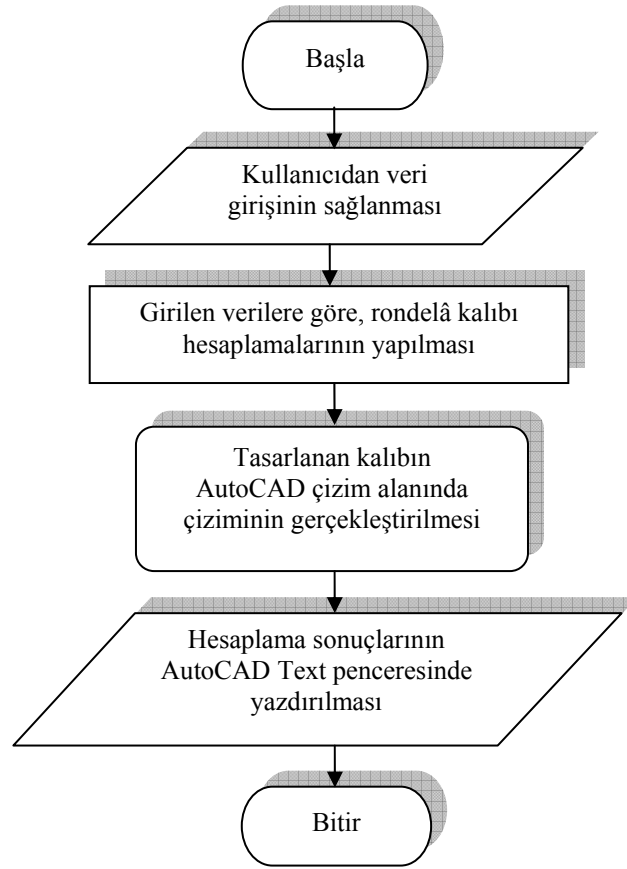 Başla
Kullanıcıdan veri
girişinin sağlanması
Girilen verilere göre, rondelâ kalıbı
hesaplamalarının yapılması
Tasarlanan kalıbın
AutoCAD çizim alanında
çiziminin gerçekleştirilmesi
Hesaplama sonuçlarının
AutoCAD Text penceresinde
yazdırılması
Bitir